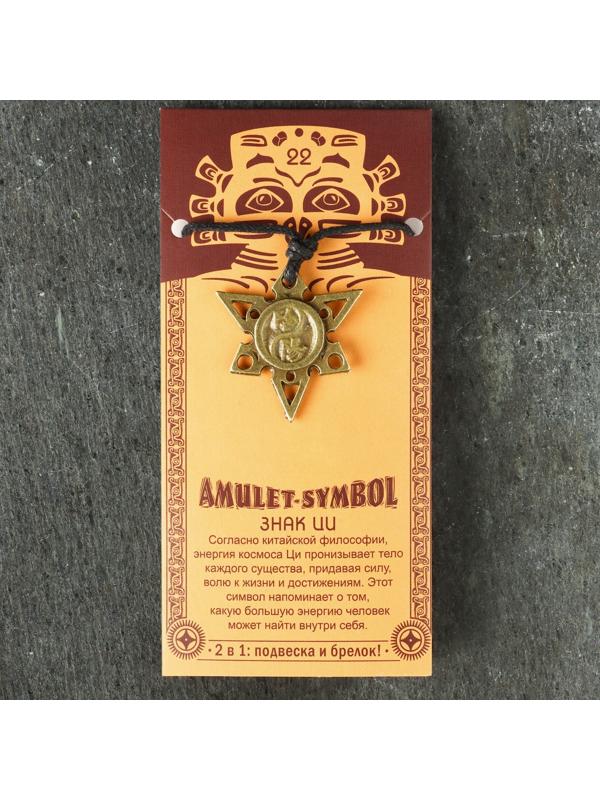 22
AMULET-SYMBOL
ЗНАК ЦИ
Согласно китайской философии,
энергия космоса Ци пронизывает тело
каждого существа, придавая силу,
волю к жизни и достижениям. Этот
символ напоминает о том,
какую большую энергию человек
может найти внутри себя.
· 2 в 1: подвеска и брелок! ·